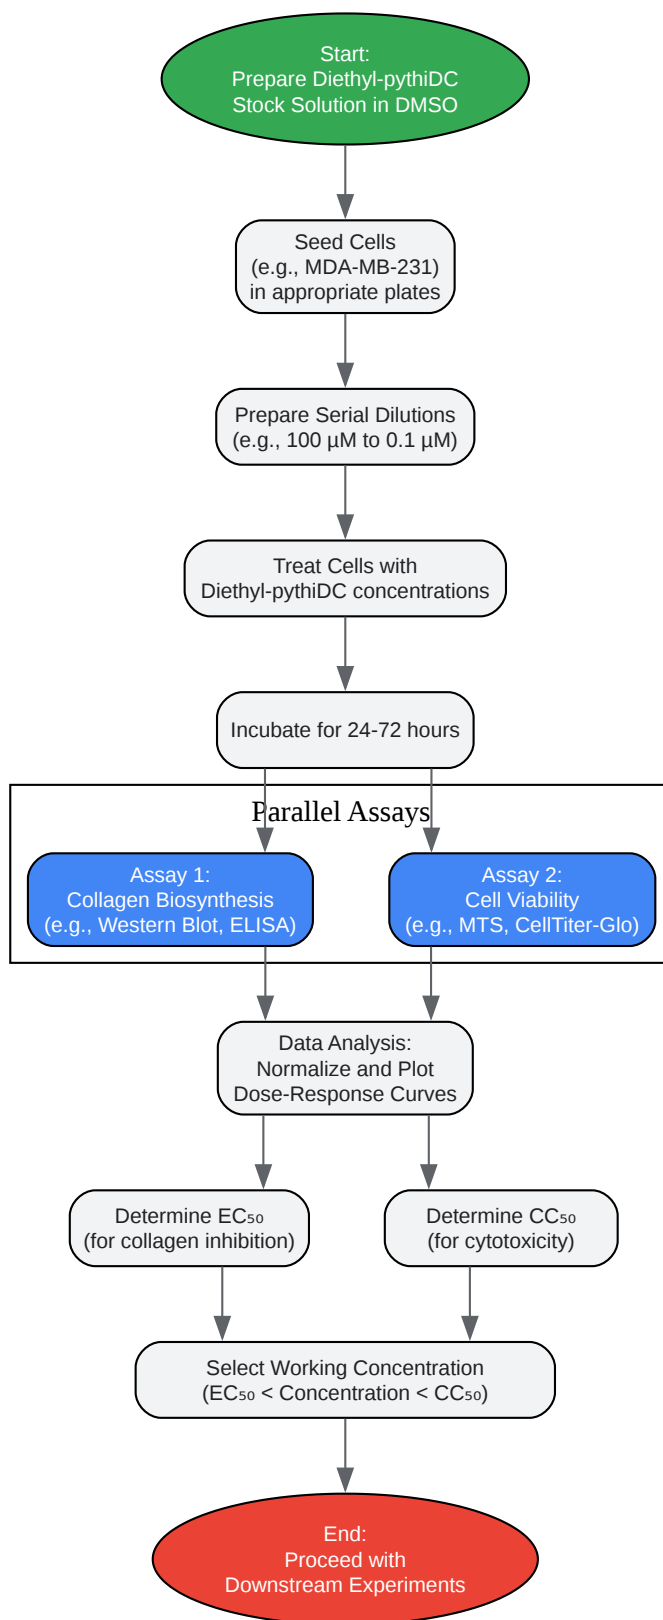 Start:
Prepare Diethyl-pythiDC
Stock Solution in DMSO
Seed Cells
(e.g., MDA-MB-231)
in appropriate plates
Prepare Serial Dilutions
(e.g., 100 µM to 0.1 µM)
Treat Cells with
Diethyl-pythiDC concentrations
Incubate for 24-72 hours
Parallel Assays
Assay 1:
Collagen Biosynthesis
(e.g., Western Blot, ELISA)
Assay 2:
Cell Viability
(e.g., MTS, CellTiter-Glo)
Data Analysis:
Normalize and Plot
Dose-Response Curves
Determine EC₅₀
(for collagen inhibition)
Determine CC₅₀
(for cytotoxicity)
Select Working Concentration
(EC₅₀ < Concentration < CC₅₀)
End:
Proceed with
Downstream Experiments